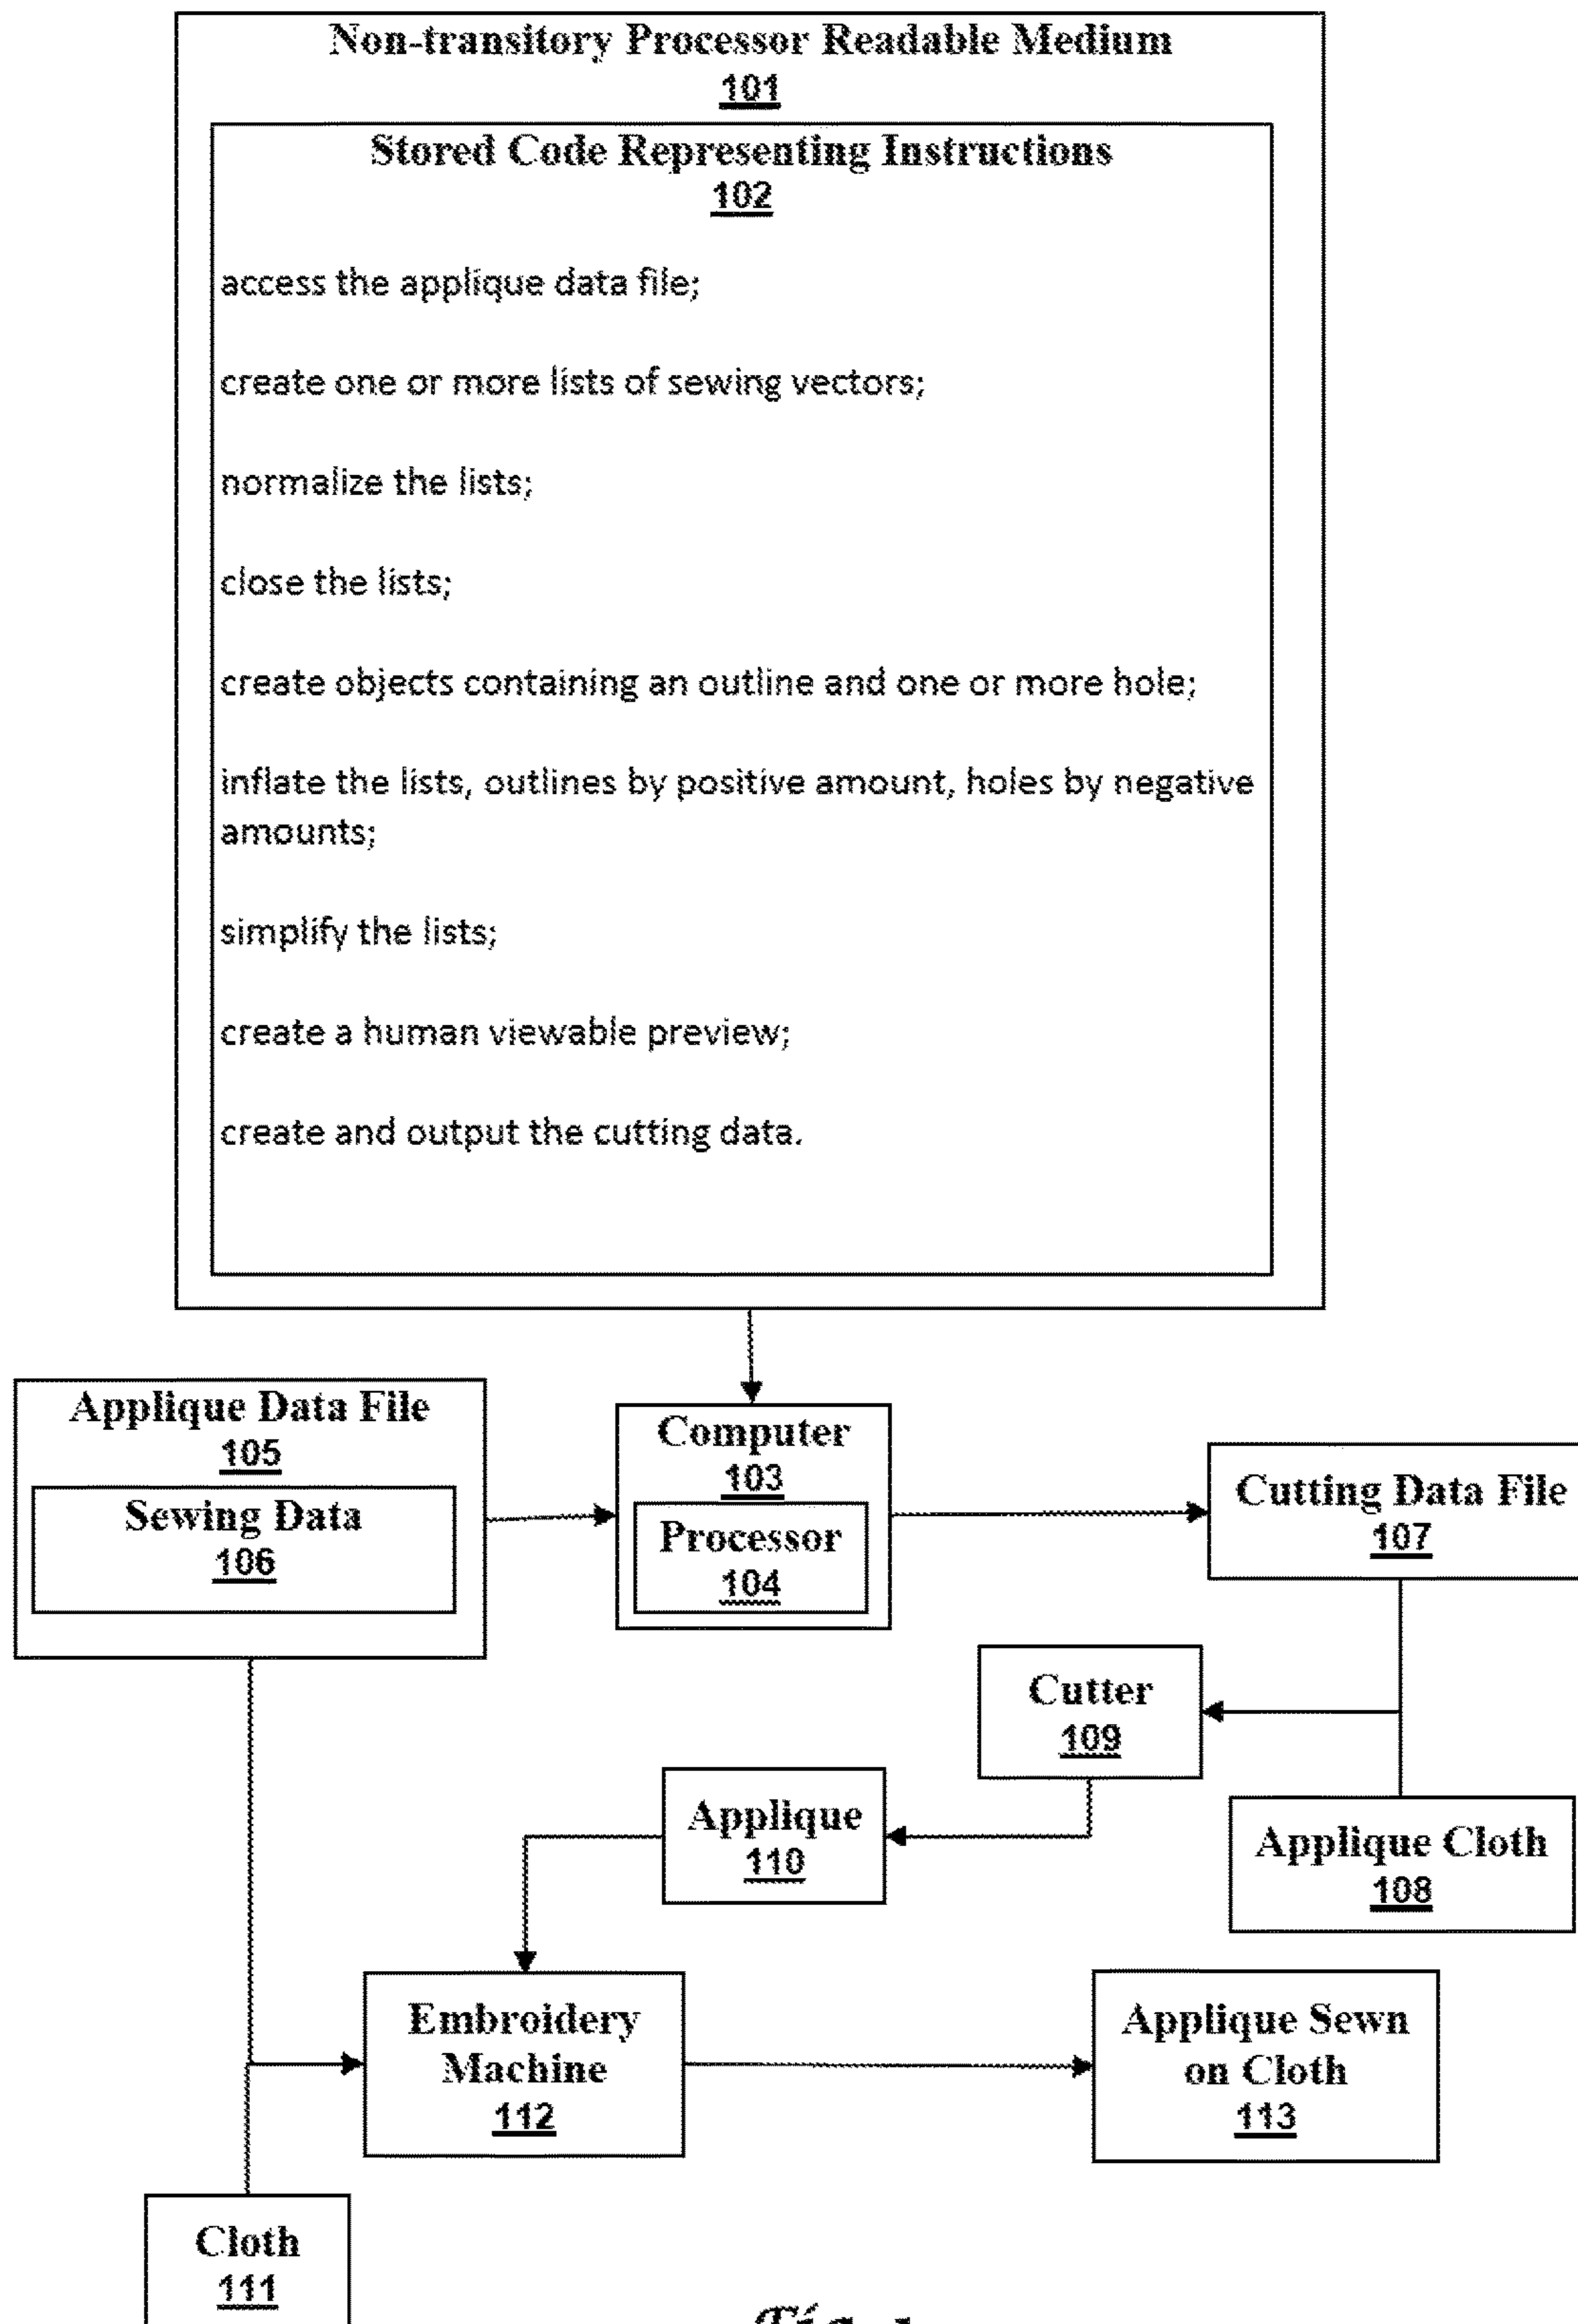 Non-transitory Processor Readable Medium
101
Stored Code Representing Instructions
102
access the applique data file;
create one or more lists of sewing vectors;
normalize the lists;
close the lists;
create objects containing an outline and one or more hole;
inflate the lists, outlines by positive amount, holes by negative
amounts;
simplify the lists;
create a human viewable preview;
create and output the cutting data.
Applique Data File
105
Sewing Data
106
Computer
103
Processor
104
Cutting Data File
107
Cutter
109
Applique
110
Applique Cloth
108
Embroidery
Machine
112
Applique Sewn
on Cloth
113
Cloth
111